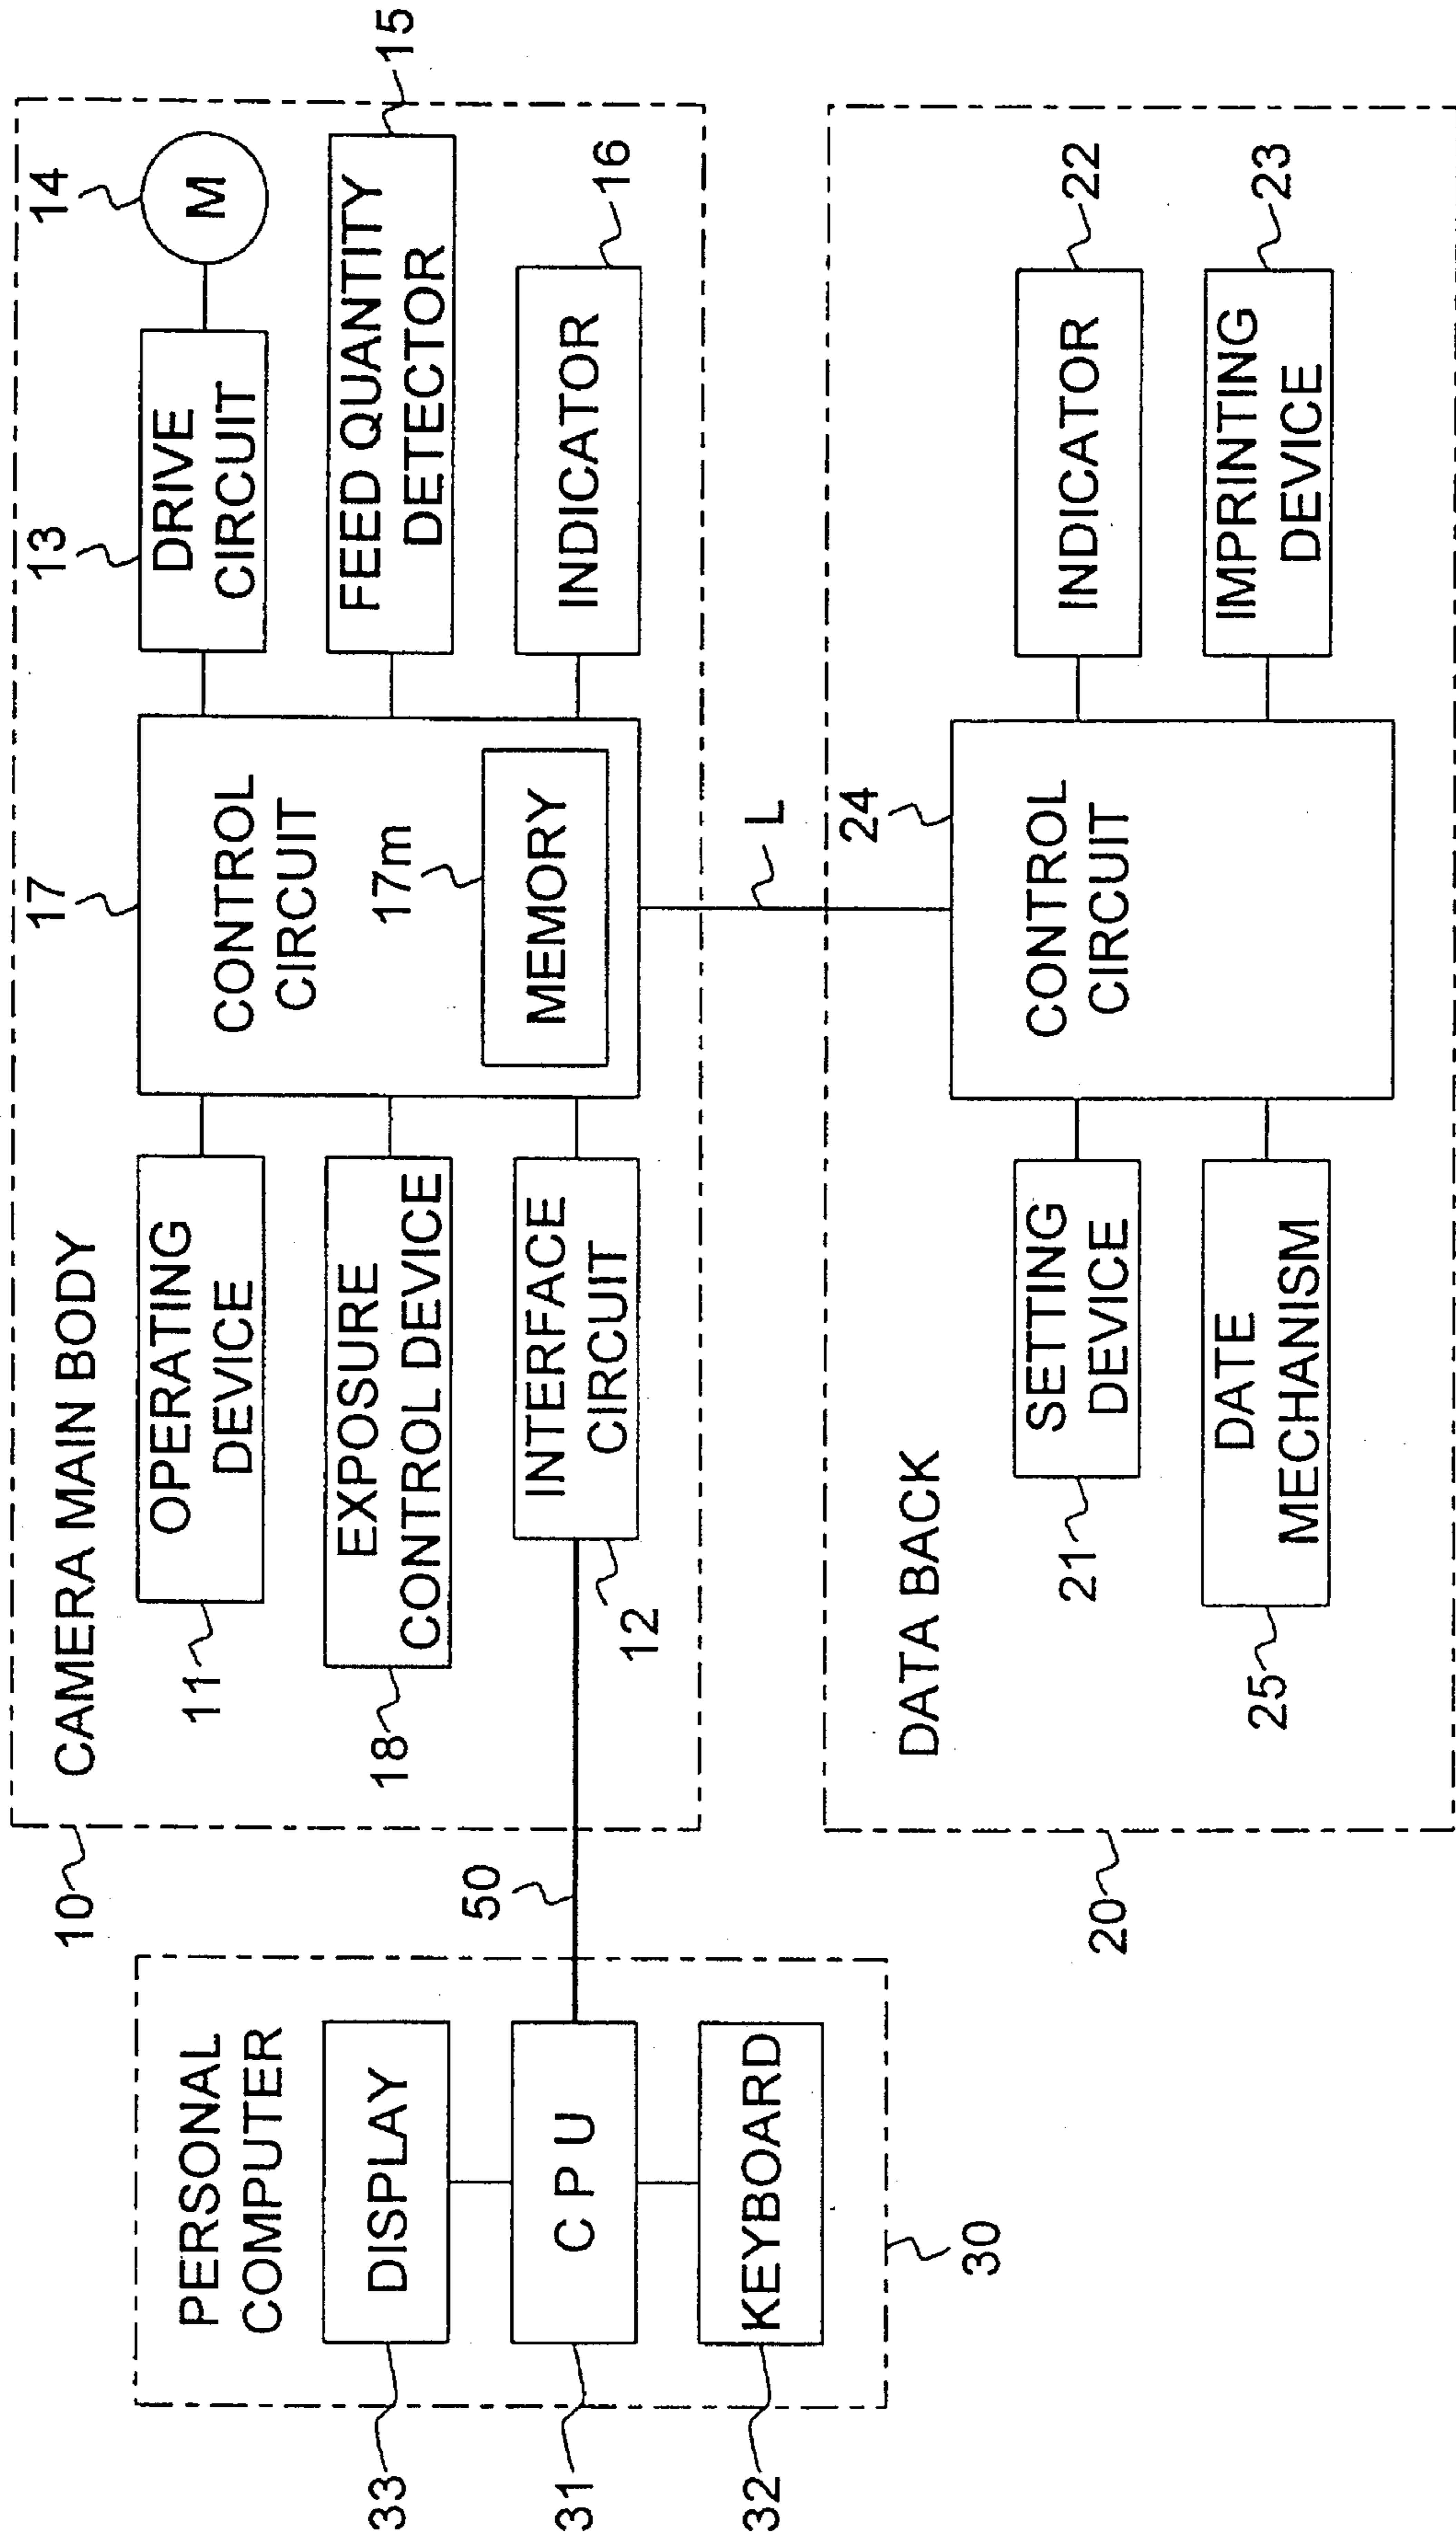 PERSONAL
COMPUTER
DISPLAY
33
C P U
31
KEYBOARD
32
30
50
10
CAMERA MAIN BODY
OPERATING
DEVICE
11
EXPOSURE
CONTROL DEVICE
18
INTERFACE
CIRCUIT
12
17
CONTROL
CIRCUIT
17m
MEMORY
13
DRIVE
CIRCUIT
14
M
FEED QUANTITY
DETECTOR
15
INDICATOR
16
L
20
DATA BACK
SETTING
DEVICE
21
DATE
MECHANISM
25
24
CONTROL
CIRCUIT
INDICATOR
22
IMPRINTING
DEVICE
23